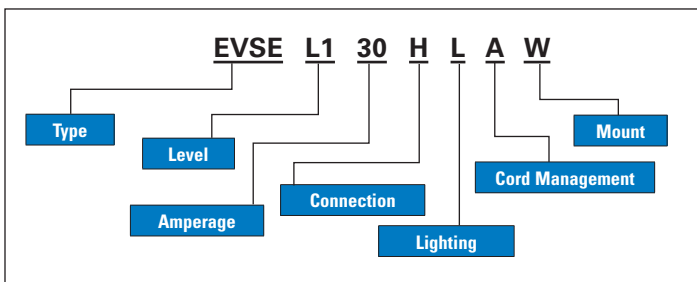 EVSE L1 30 H L A W
Type
Mount
Level
Cord Management
Connection
Amperage
Lighting